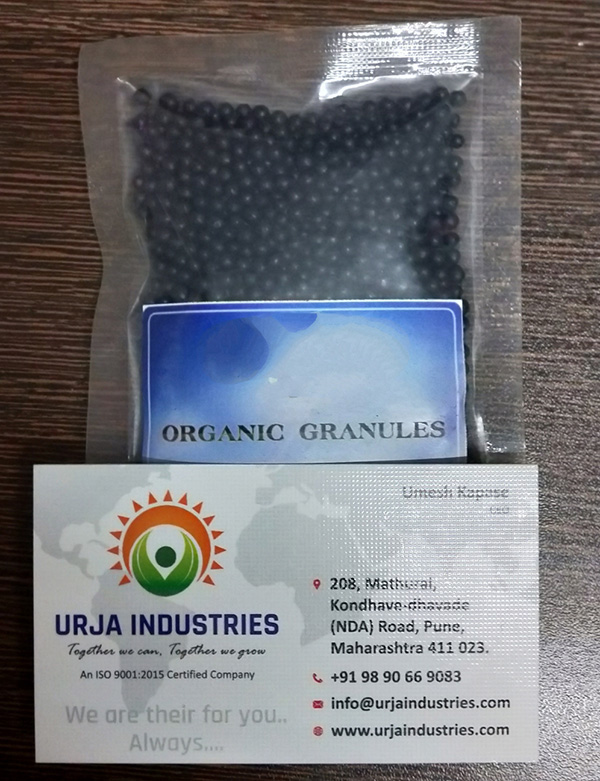 ORGANIC GRANULES
Umesh Kapase
CEO
URJA INDUSTRIES
Together we can, Together we grow
An ISO 9001:2015 Certified Company
We are their for you..
Always....
208, Mathurai,
Kondhave-dhavade
(NDA) Road, Pune,
Maharashtra 411 023.
+91 98 90 66 9083
info@urjaindustries.com
www.urjaindustries.com